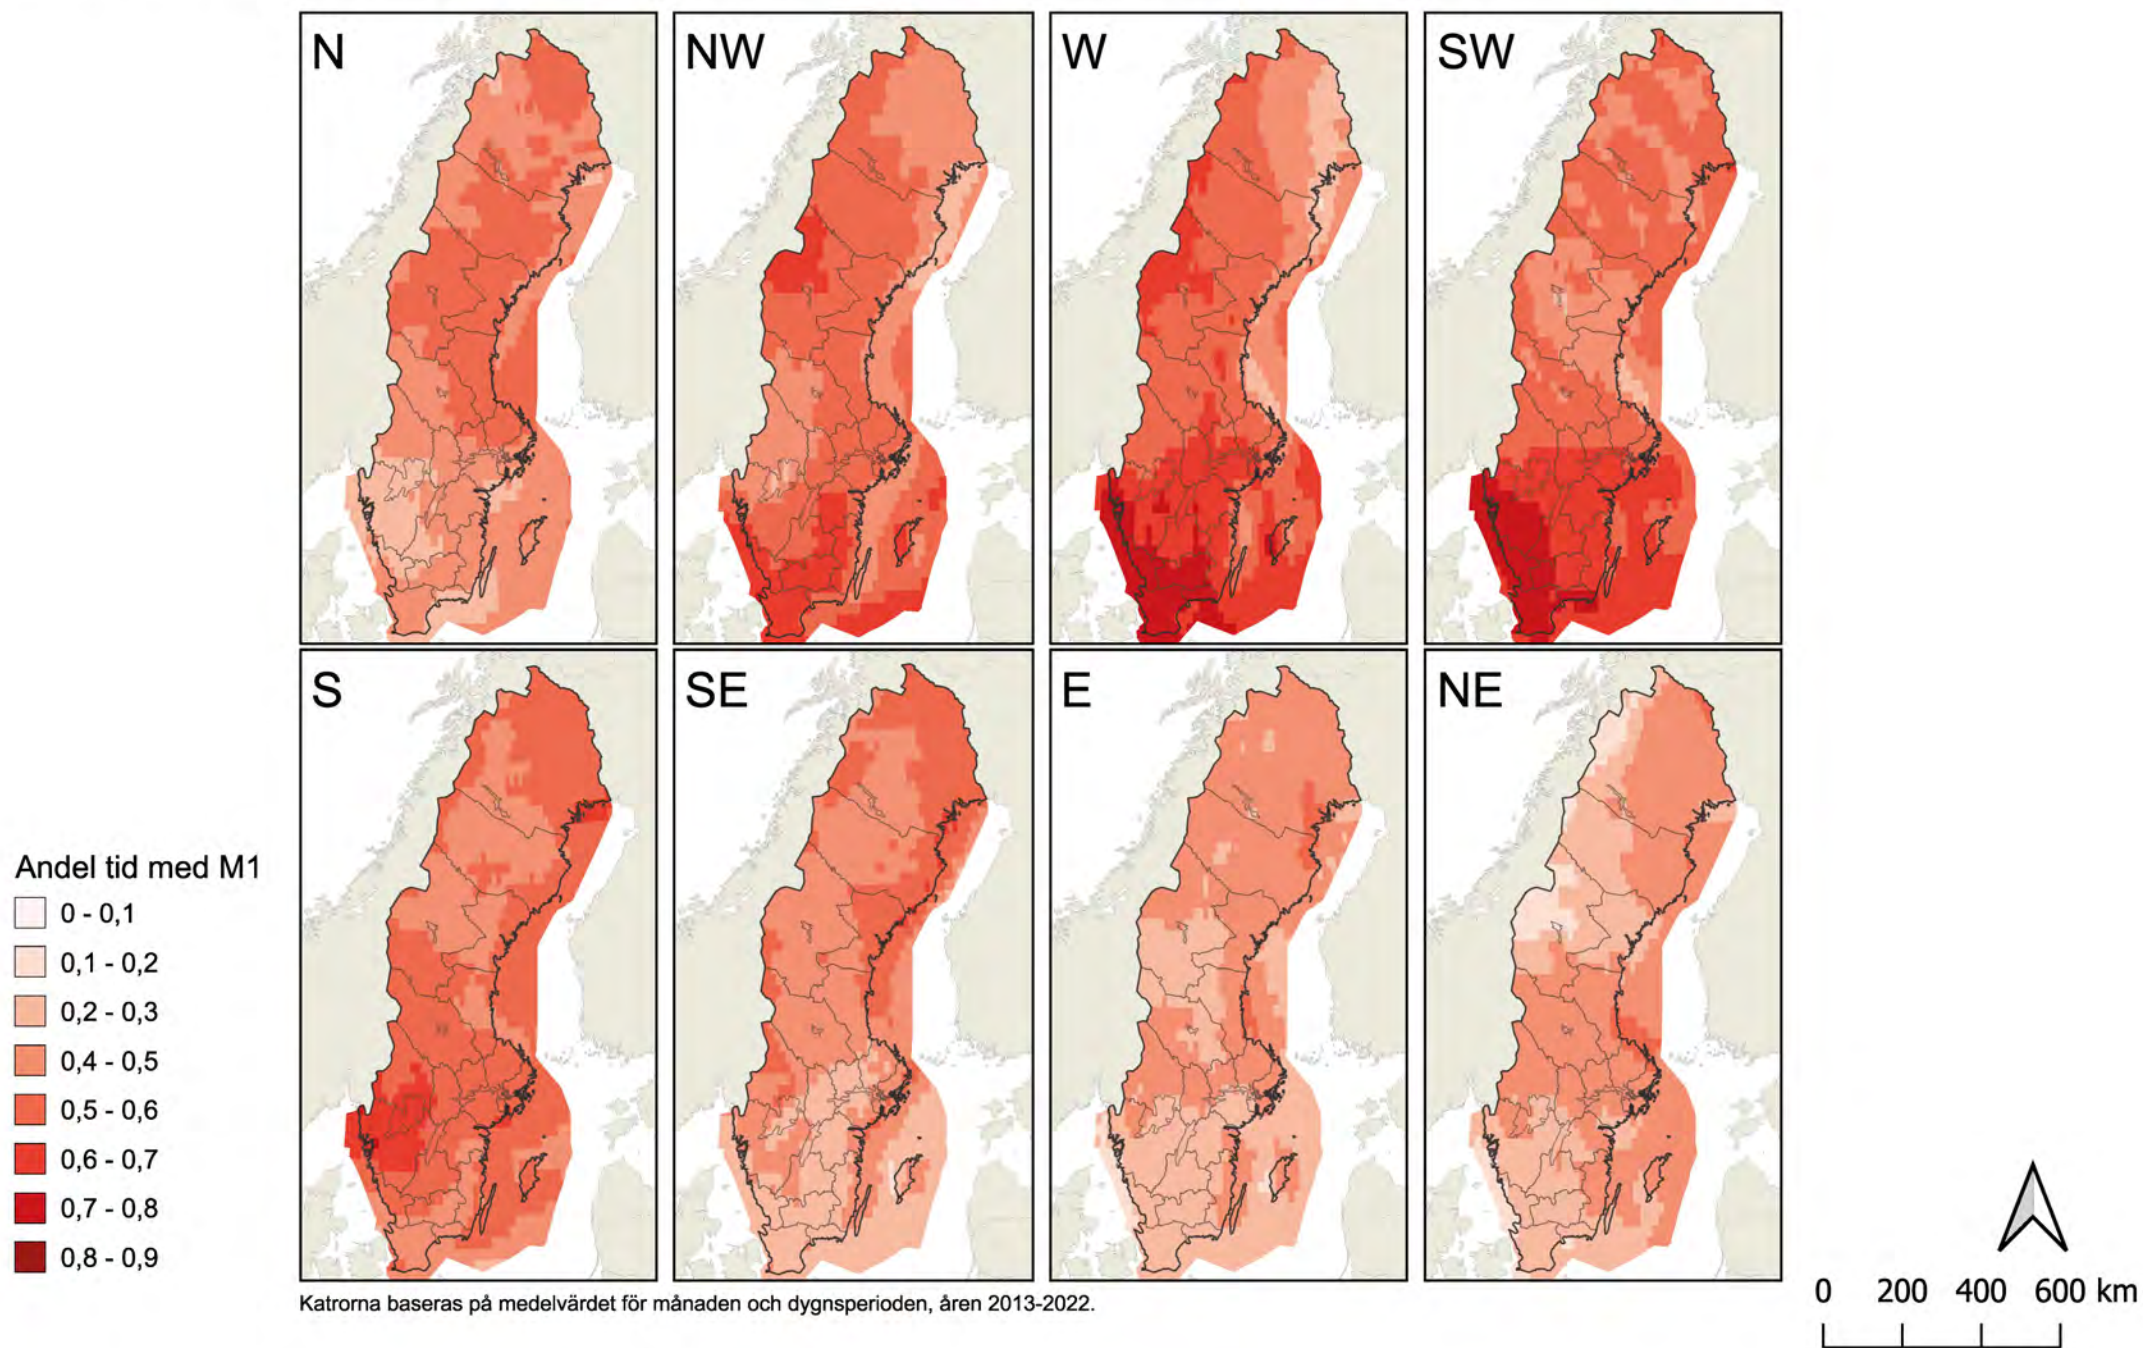 N
NW
W
SW
S
SE
E
NE
Andel tid med M1
0 - 0,1
0,1 - 0,2
0,2 - 0,3
0,4 - 0,5
0,5 - 0,6
0,6 - 0,7
0,7 - 0,8
0,8 - 0,9
Katrorna baseras på medelvärdet för månaden och dygnsperioden, åren 2013-2022.
0 200 400 600 km